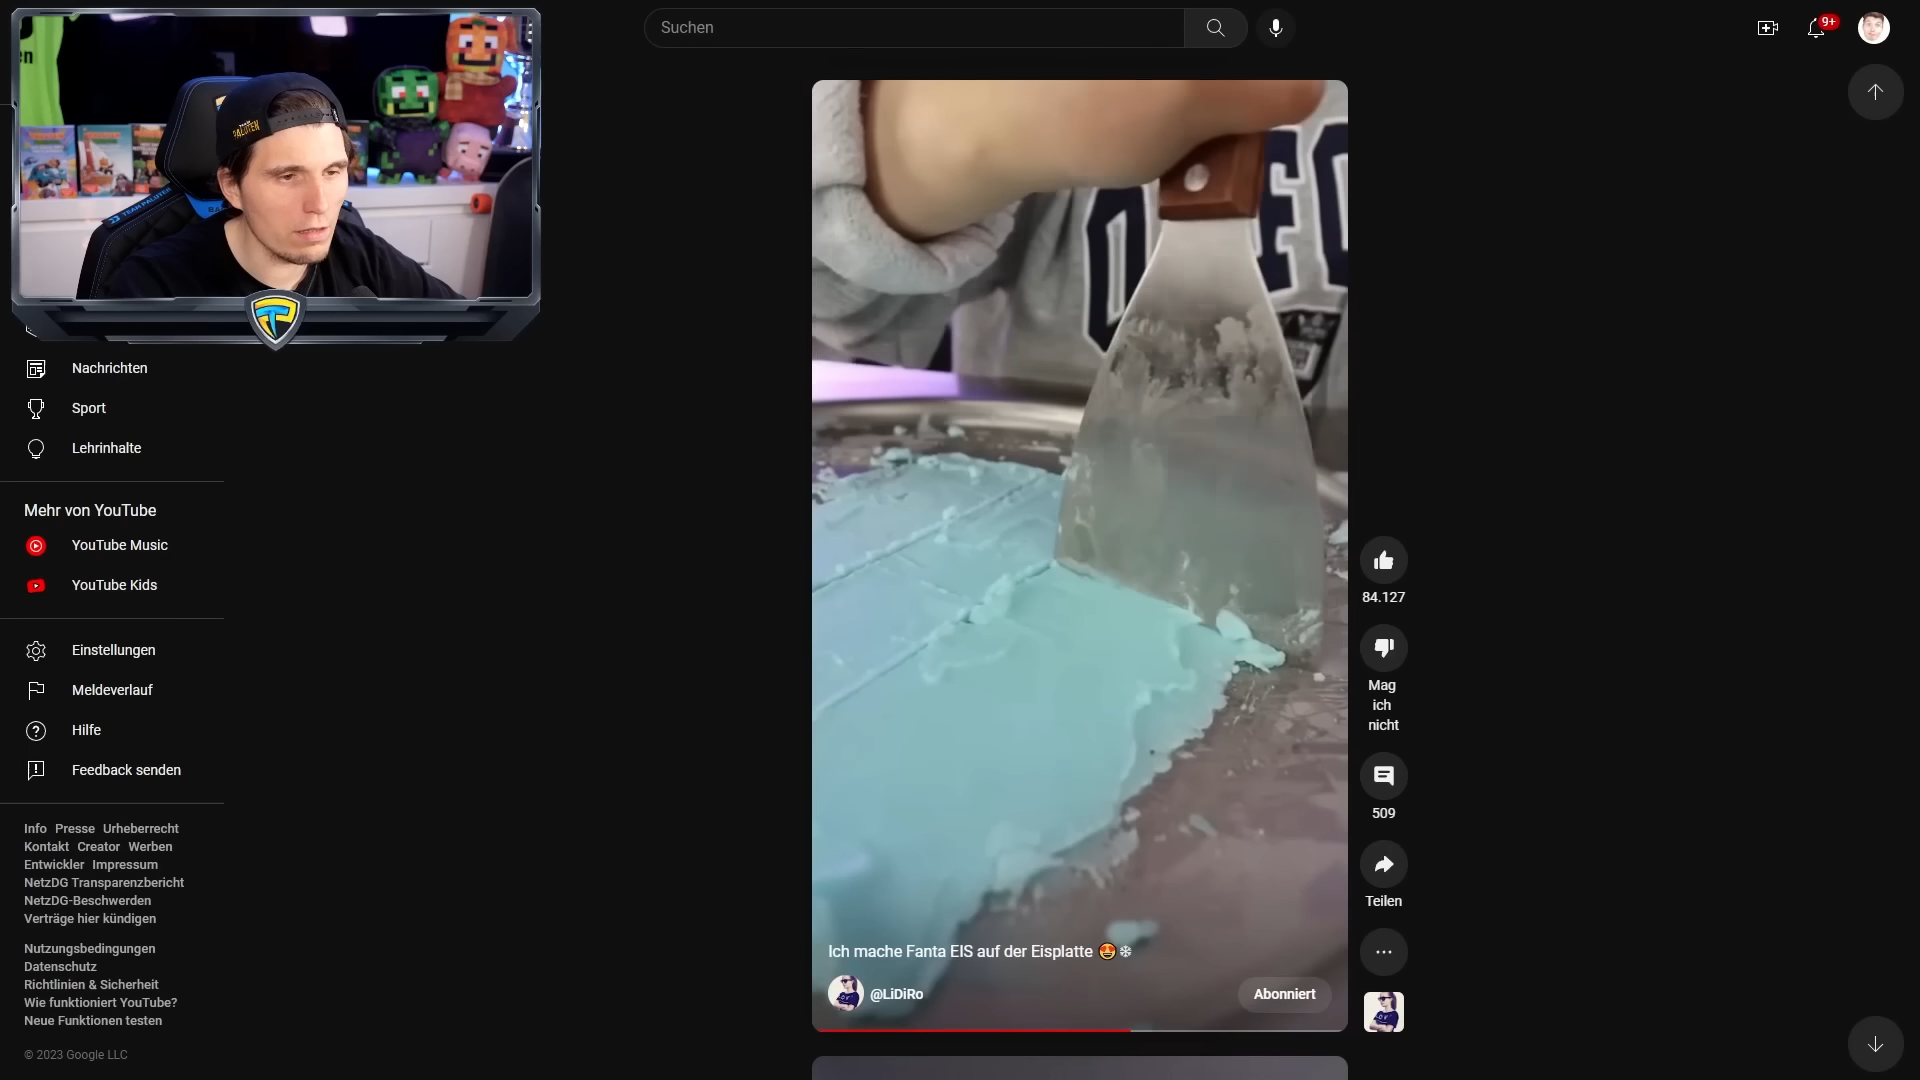 Suchen
9+
PALUTEN
TEAM PALUTEN
Nachrichten
Sport
Lehrinhalte
Mehr von YouTube
YouTube Music
YouTube Kids
Einstellungen
Meldeverlauf
Hilfe
Feedback senden
Info Presse Urheberrecht
Kontakt Creator Werben
Entwickler Impressum
NetzDG Transparenzbericht
NetzDG-Beschwerden
Verträge hier kündigen
Nutzungsbedingungen
Datenschutz
Richtlinien & Sicherheit
Wie funktioniert YouTube?
Neue Funktionen testen
© 2023 Google LLC
Ich mache Fanta EIS auf der Eisplatte 😍❄
@LiDiRo
Abonniert
84.127
Mag
ich
nicht
509
Teilen